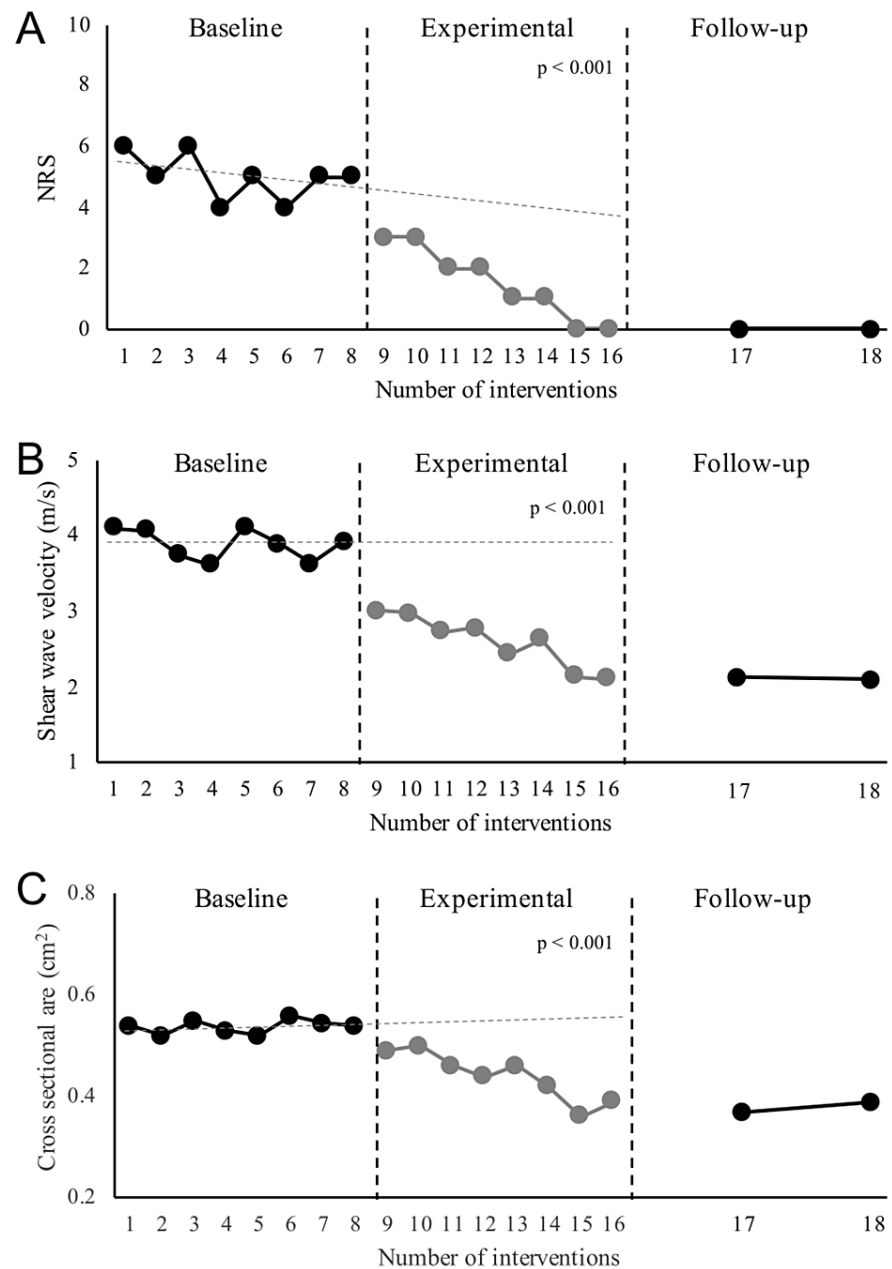 A
Baseline Experimental Follow-up
p < 0.001
NRS
10
8
6
4
2
0
1 2 3 4 5 6 7 8 9 10 11 12 13 14 15 16 17 18
Number of interventions
B
Baseline Experimental Follow-up
p < 0.001
Shear wave velocity (m/s)
5
4
3
2
1
1 2 3 4 5 6 7 8 9 10 11 12 13 14 15 16 17 18
Number of interventions
C
Baseline Experimental Follow-up
p < 0.001
Cross sectional are (cm²)
0.8
0.6
0.4
0.2
1 2 3 4 5 6 7 8 9 10 11 12 13 14 15 16 17 18
Number of interventions